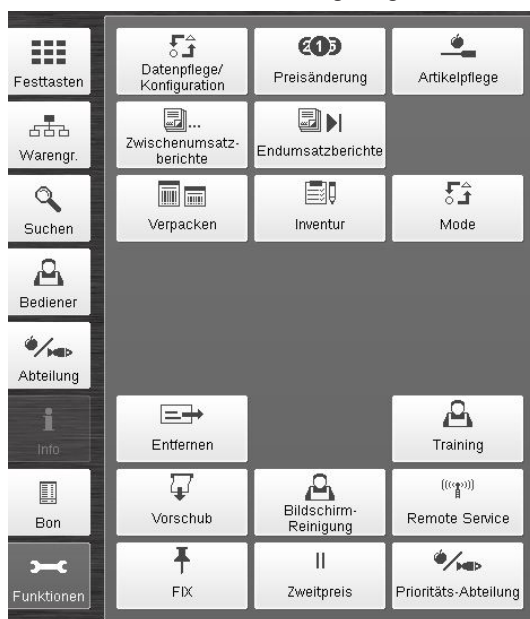 Festtasten
Datenpflege/
Konfiguration
Preisänderung
Artikelpflege
Warengr.
Zwischenumsatz-
berichte
Endumsatzberichte
Suchen
Verpacken
Inventur
Mode
Bediener
Abteilung
Info
Entfernen
Training
Bon
Vorschub
Bildschirm-
Reinigung
Remote Service
Funktionen
FIX
Zweitpreis
Prioritäts-Abteilung